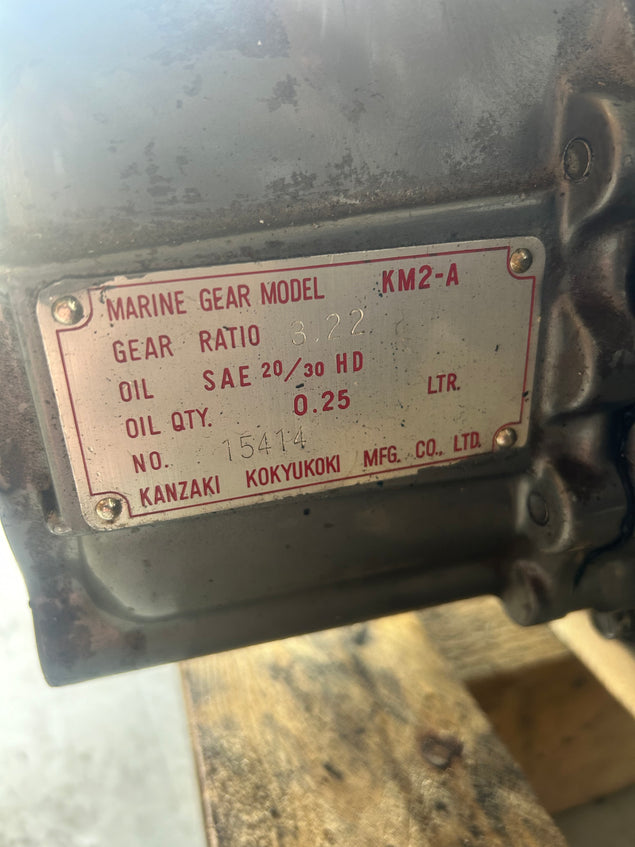 MARINE GEAR MODEL KM2-A
GEAR RATIO 3.22
OIL SAE 20/30 HD
OIL QTY. 0.25 LTR.
NO. 15414
KANZAKI KOKYUKOKI MFG. CO., LTD.